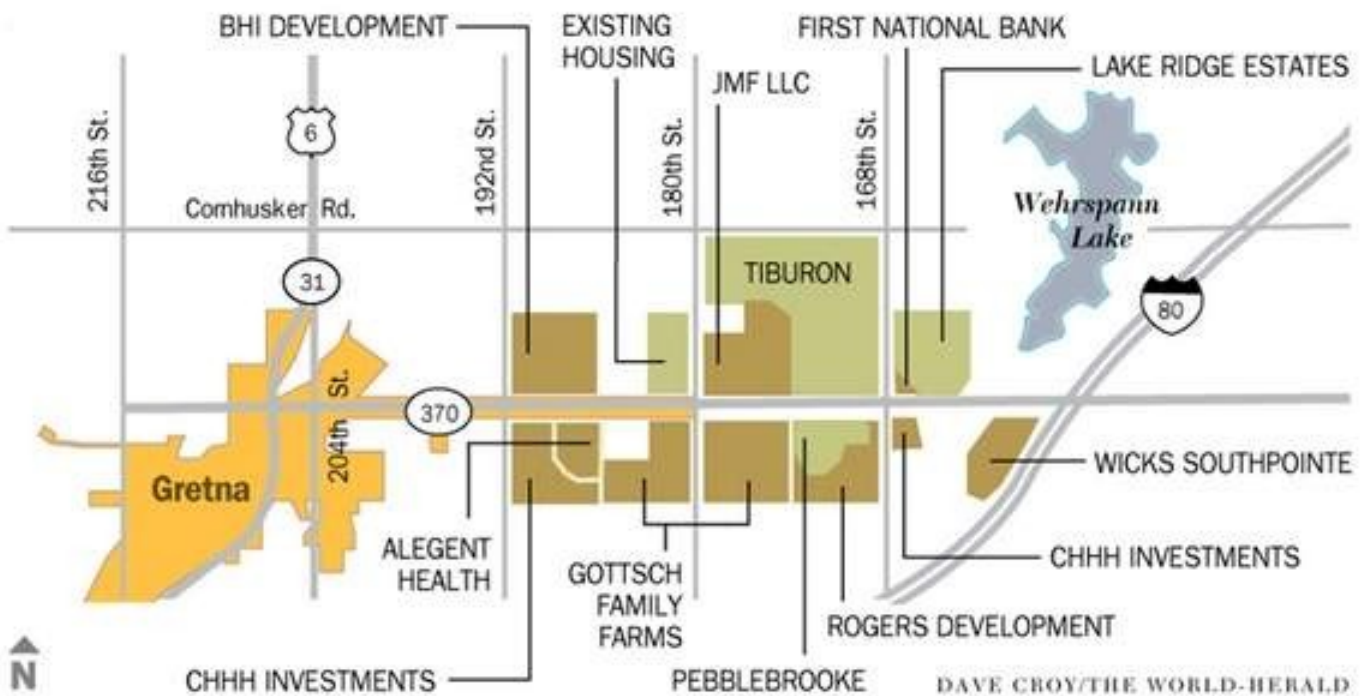 BHI DEVELOPMENT
EXISTING
HOUSING
FIRST NATIONAL BANK
JMF LLC
LAKE RIDGE ESTATES
216th St.
6
192nd St.
180th St.
168th St.
Cornhusker Rd.
Wehrspann
Lake
31
TIBURON
80
370
204th St.
Gretna
WICKS SOUTHPOINTE
ALEGENT
HEALTH
GOTTSCH
FAMILY
FARMS
CHHH INVESTMENTS
ROGERS DEVELOPMENT
N
CHHH INVESTMENTS
PEBBLEBROOKE
DAVE CROY/THE WORLD-HERALD